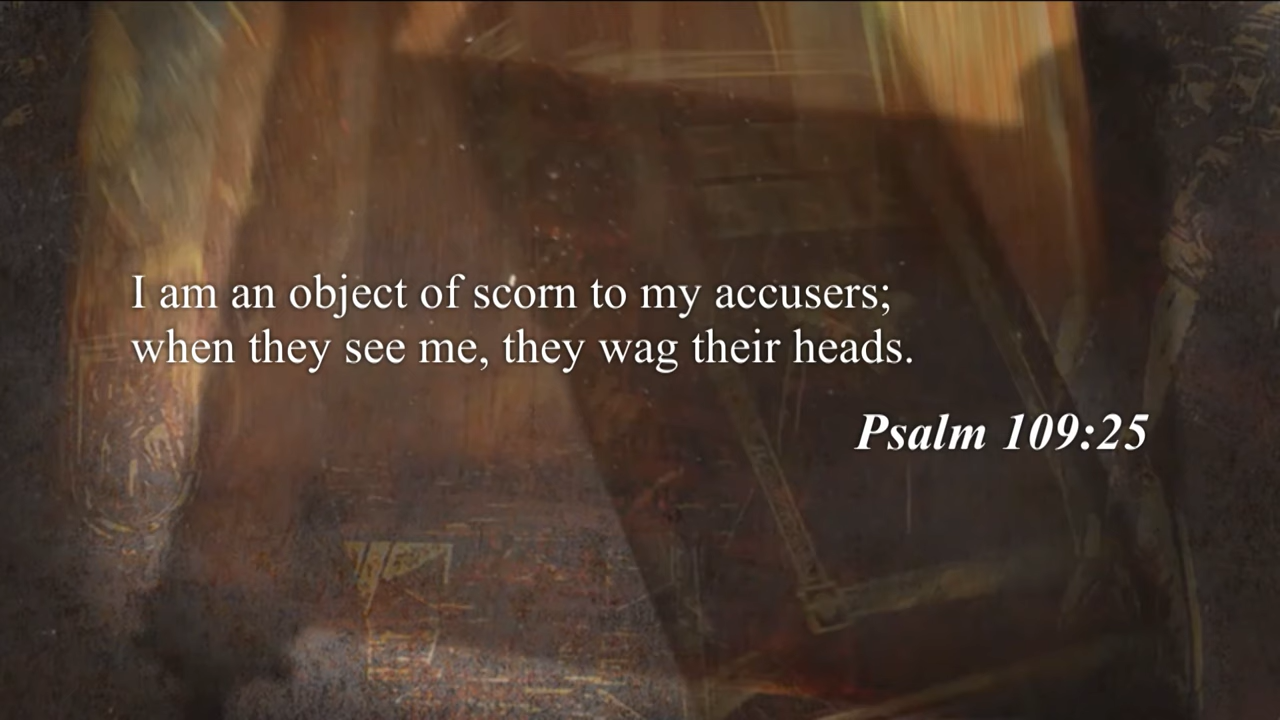 I am an object of scorn to my accusers;
when they see me, they wag their heads.
Psalm 109:25